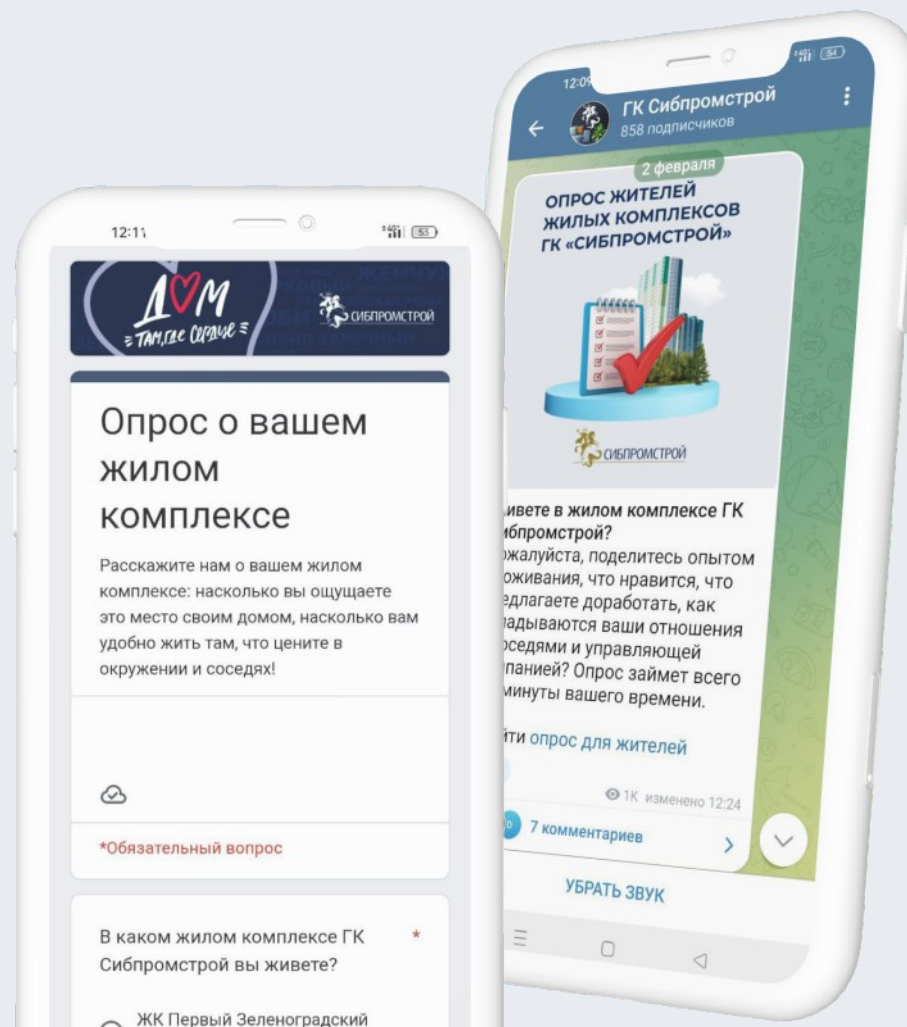 12:11
53
ДОМ
ТАМ, ГДЕ СЕРДЦЕ
СИБПРОМСТРОЙ
Опрос о вашем
жилом
комплексе
Расскажите нам о вашем жилом
комплексе: насколько вы ощущаете
это место своим домом, насколько вам
удобно жить там, что цените в
окружении и соседях!
*Обязательный вопрос
В каком жилом комплексе ГК *
Сибпромстрой вы живете?
ЖК Первый Зеленоградский
12:09
54
ГК Сибпромстрой
858 подписчиков
2 февраля
ОПРОС ЖИТЕЛЕЙ
ЖИЛЫХ КОМПЛЕКСОВ
ГК «СИБПРОМСТРОЙ»
СИБПРОМСТРОЙ
ивете в жилом комплексе ГК
ибпромстрой?
жалуйста, поделитесь опытом
оживания, что нравится, что
едлагаете доработать, как
адываются ваши отношения
оседями и управляющей
панией? Опрос займет всего
минуты вашего времени.
йти опрос для жителей
1K изменено 12:24
7 комментариев
УБРАТЬ ЗВУК